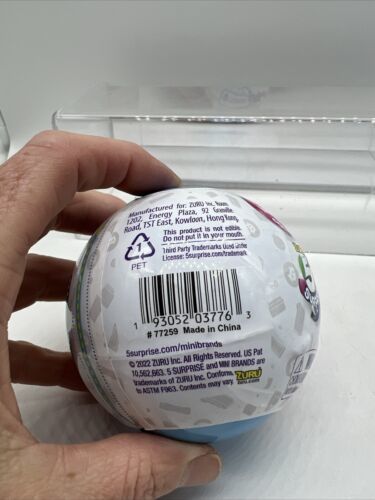 Manufactured for: ZURU Inc. Room
1202, Energy Plaza, 92 Granville
Road, TST East, Kowloon, Hong Kong.
This product is not edible.
Do not put it in your mouth.
Third Party Trademarks Used Under
License: 5surprise.com/trademark
PET
1 93052 03776 3
# 77259 Made in China
5surprise.com/minibrands
© 2022 ZURU Inc. All Rights Reserved. US Pat
10,562,663. 5 SURPRISE and MINI BRANDS are
trademarks of ZURU Inc. Conforms
to ASTM F963. Contents may vary.
ZURU
zuru.com